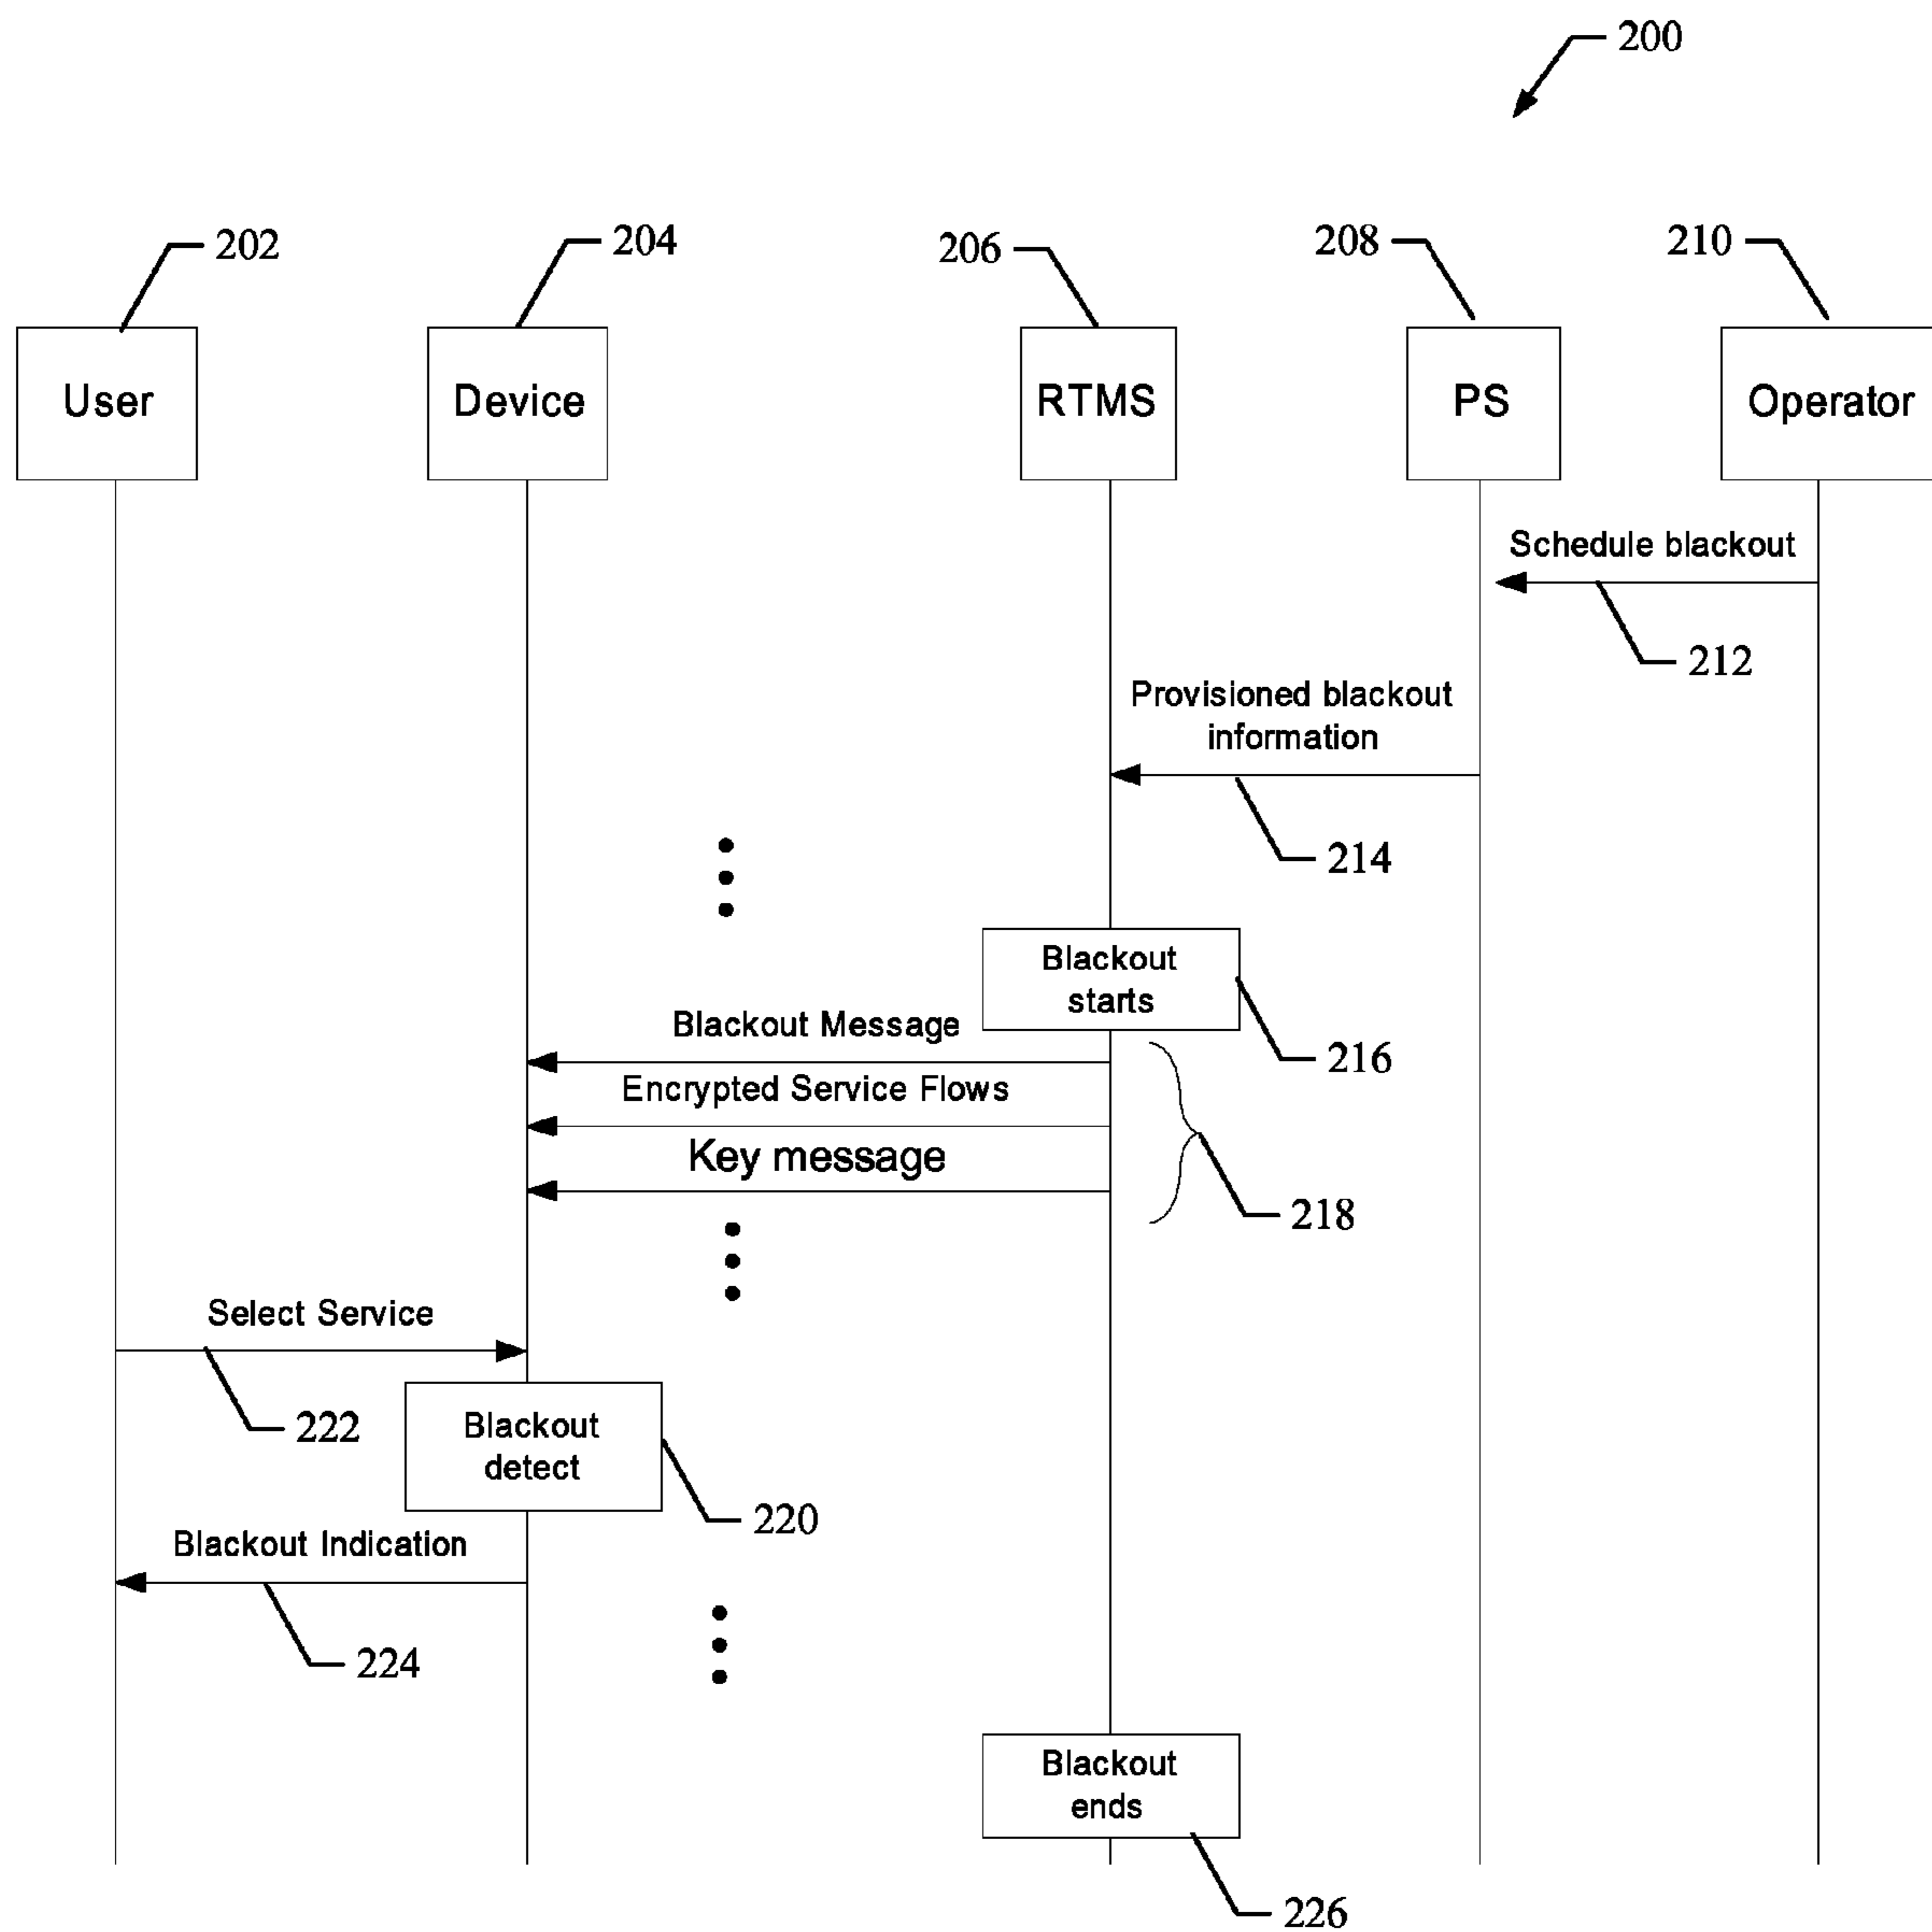 200
202
204
206
208
210
User
Device
RTMS
PS
Operator
Schedule blackout
212
Provisioned blackout
information
214
Blackout
starts
216
Blackout Message
Encrypted Service Flows
Key message
218
Select Service
222
Blackout
detect
220
Blackout Indication
224
Blackout
ends
226